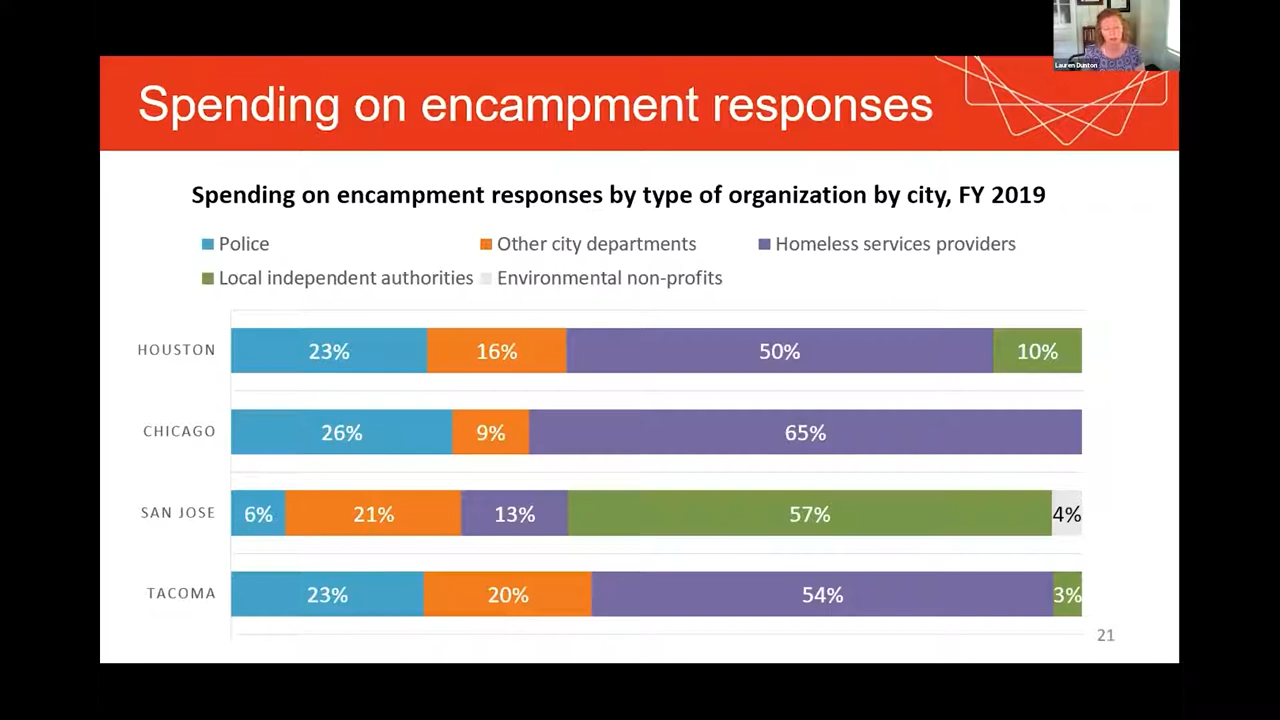 Lauren Dunton
Spending on encampment responses
Spending on encampment responses by type of organization by city, FY 2019
Police Other city departments Homeless services providers
Local independent authorities Environmental non-profits
HOUSTON 23% 16% 50% 10%
CHICAGO 26% 9% 65%
SAN JOSE 6% 21% 13% 57% 4%
TACOMA 23% 20% 54% 3%
21